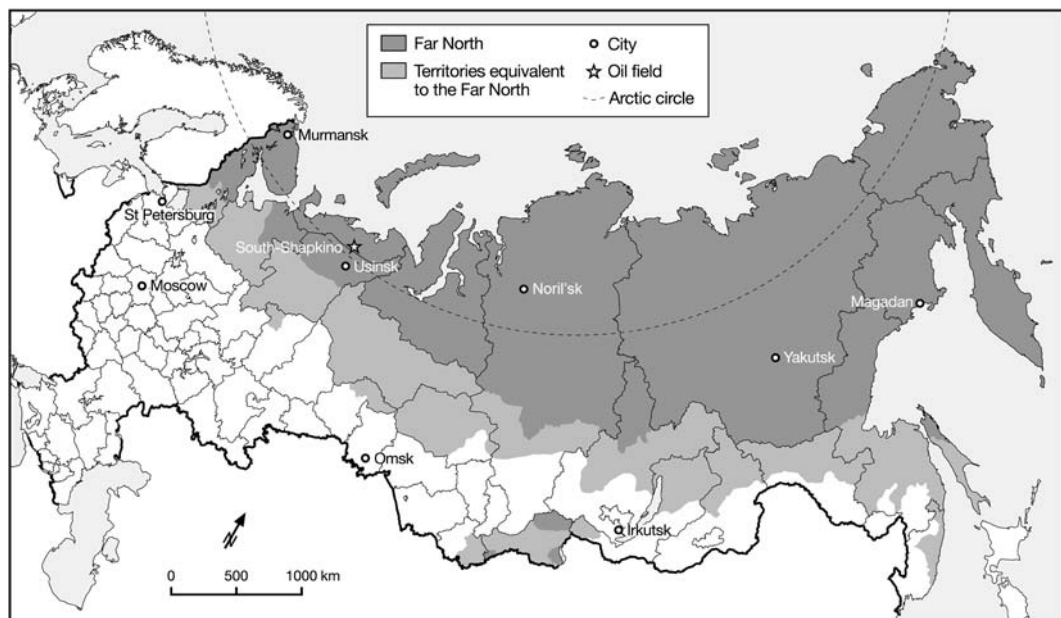 Far North
Territories equivalent
to the Far North
City
Oil field
Arctic circle
Murmansk
St Petersburg
South-Shapkino
Usinsk
Moscow
Noril'sk
Magadan
Yakutsk
Omsk
Irkutsk
0 500 1000 km